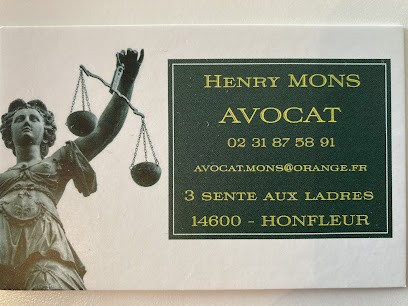 Henry MONS
AVOCAT
02 31 87 58 91
AVOCAT.MONS@ORANGE.FR
3 SENTE AUX LADRES
14600 - HONFLEUR